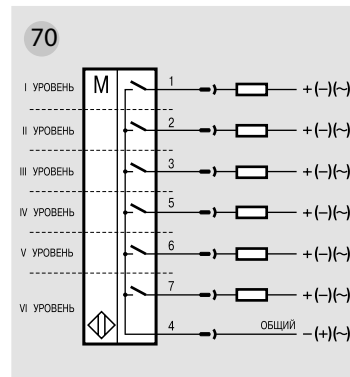 70
I УРОВЕНЬ M 1 +(−)(~)
II УРОВЕНЬ 2 +(−)(~)
III УРОВЕНЬ 3 +(−)(~)
IV УРОВЕНЬ 5 +(−)(~)
V УРОВЕНЬ 6 +(−)(~)
7 +(−)(~)
VI УРОВЕНЬ
4 ОБЩИЙ −(+)(~)